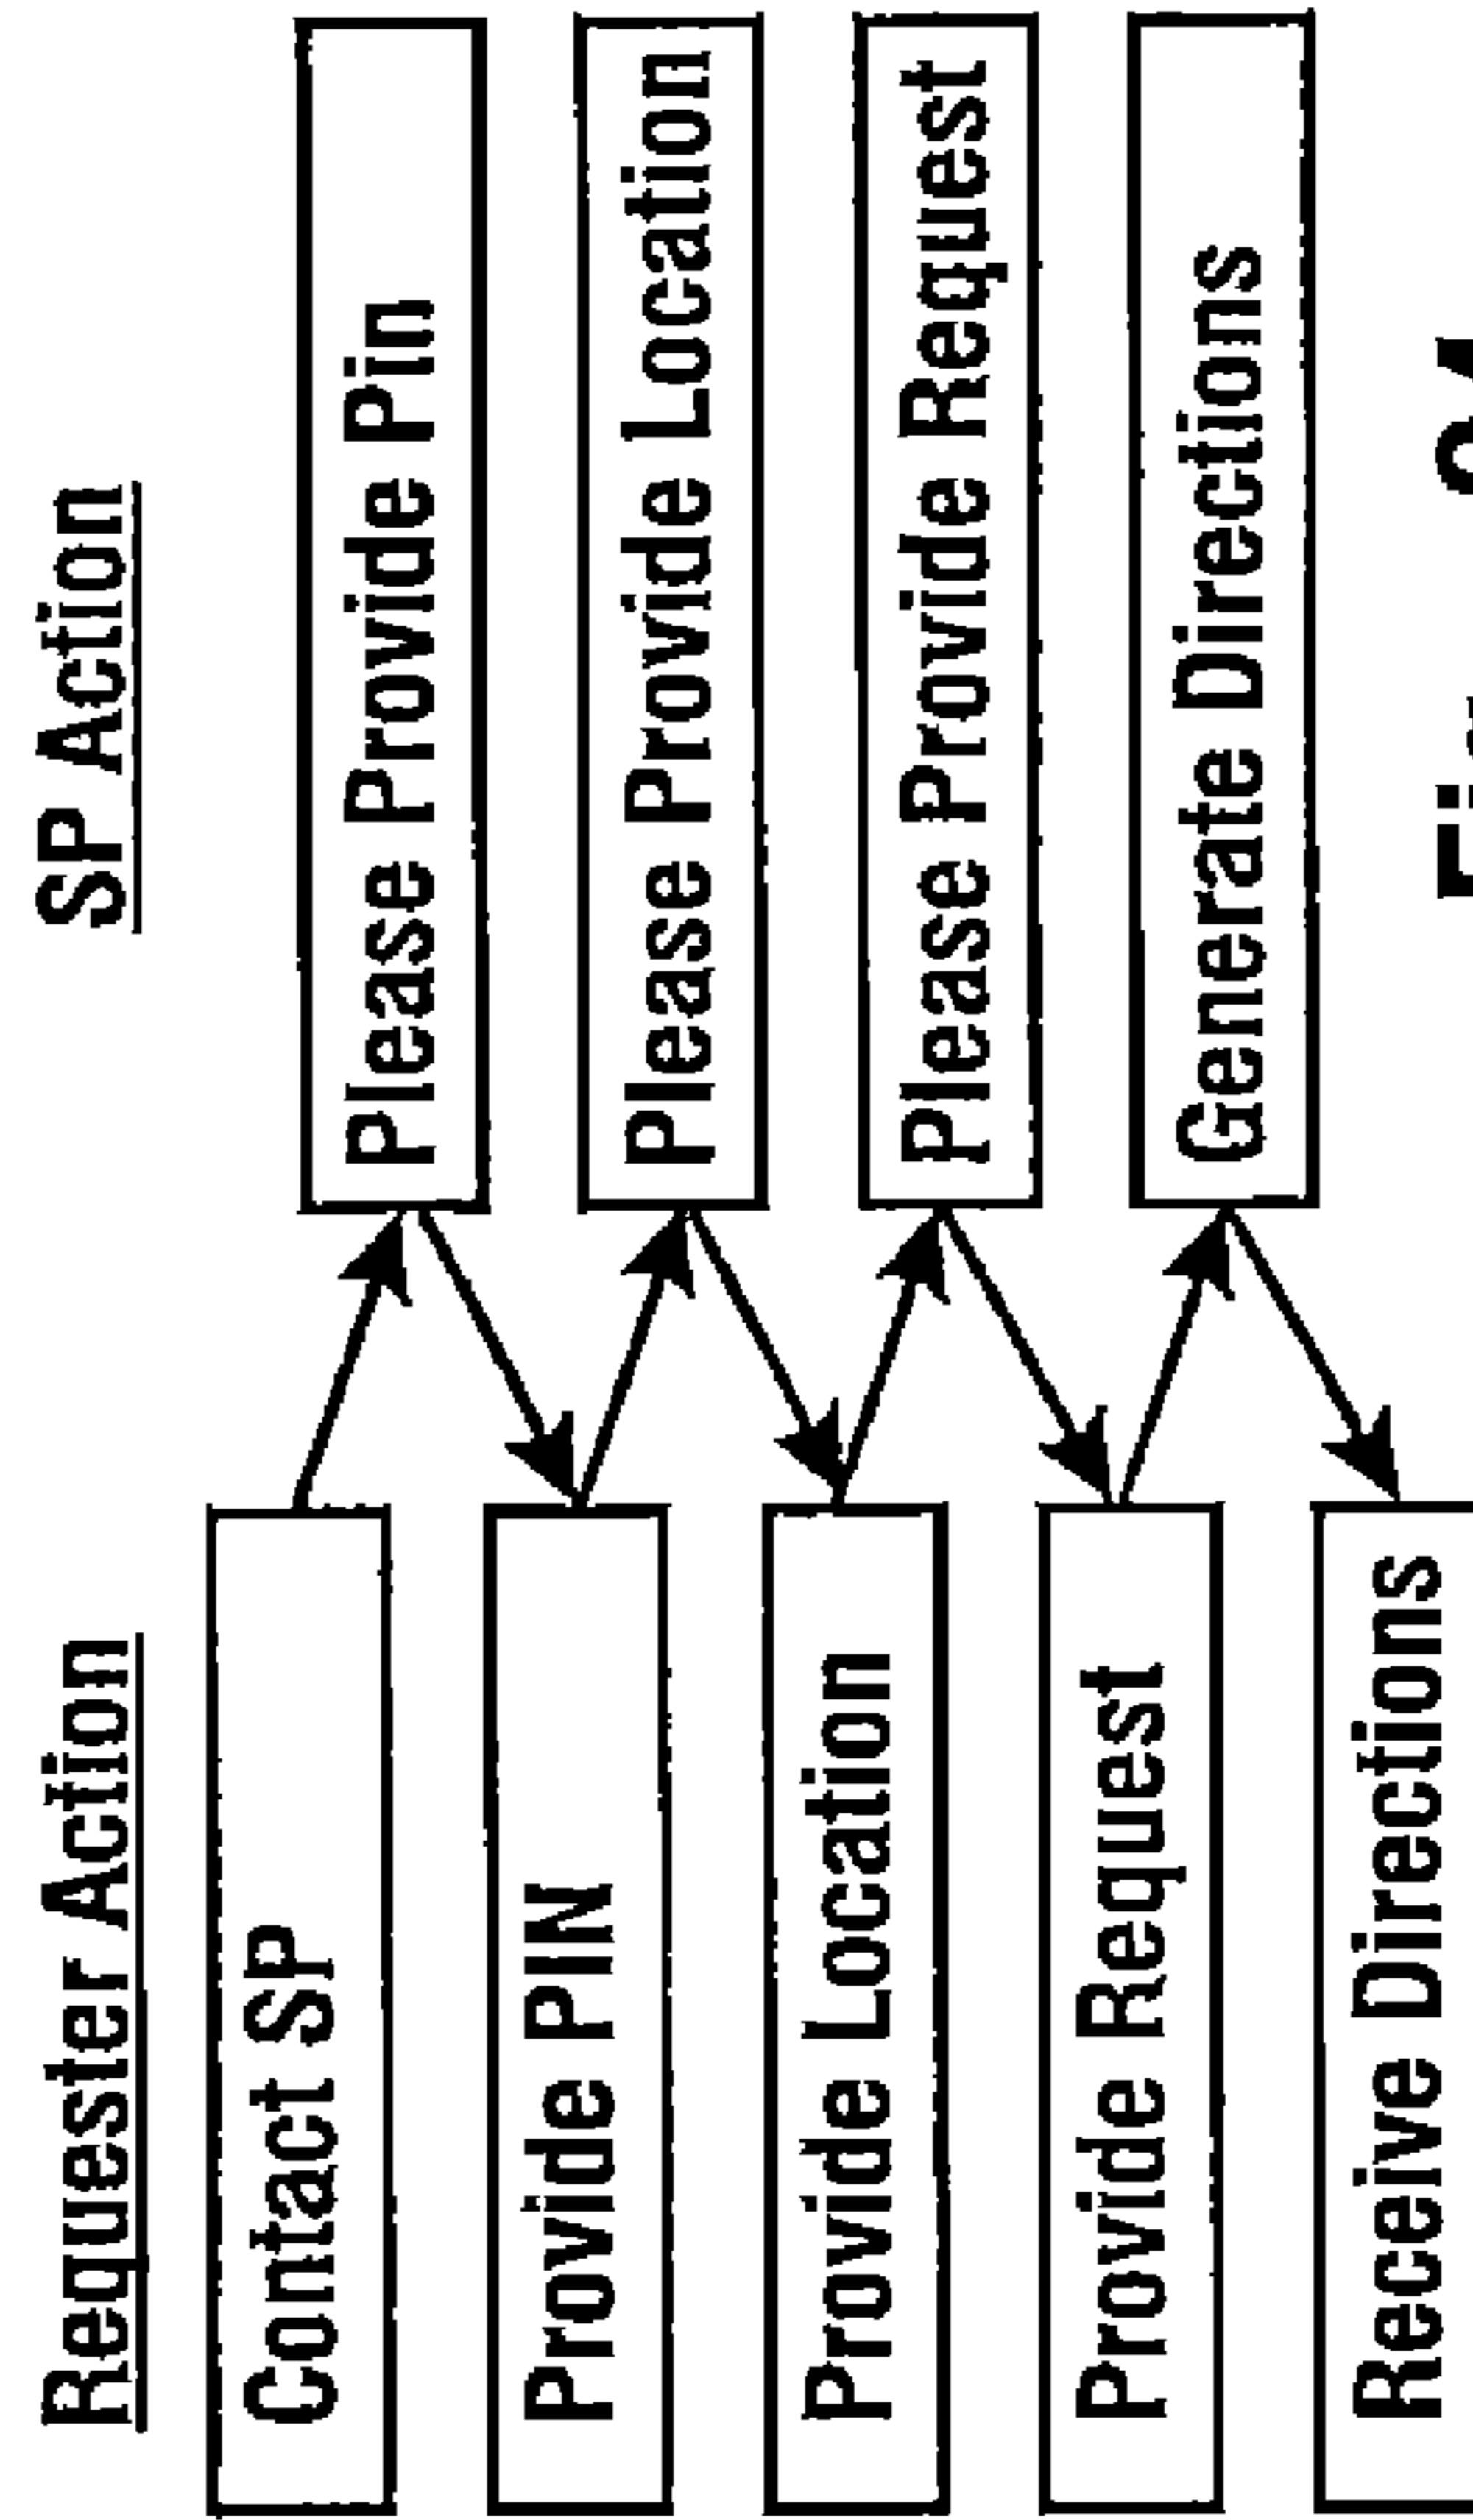 Requester Action
SP Action
Contact SP
Please Provide Pin
Provide PIN
Please Provide Location
Provide Location
Please Provide Request
Provide Request
Generate Directions
Receive Directions